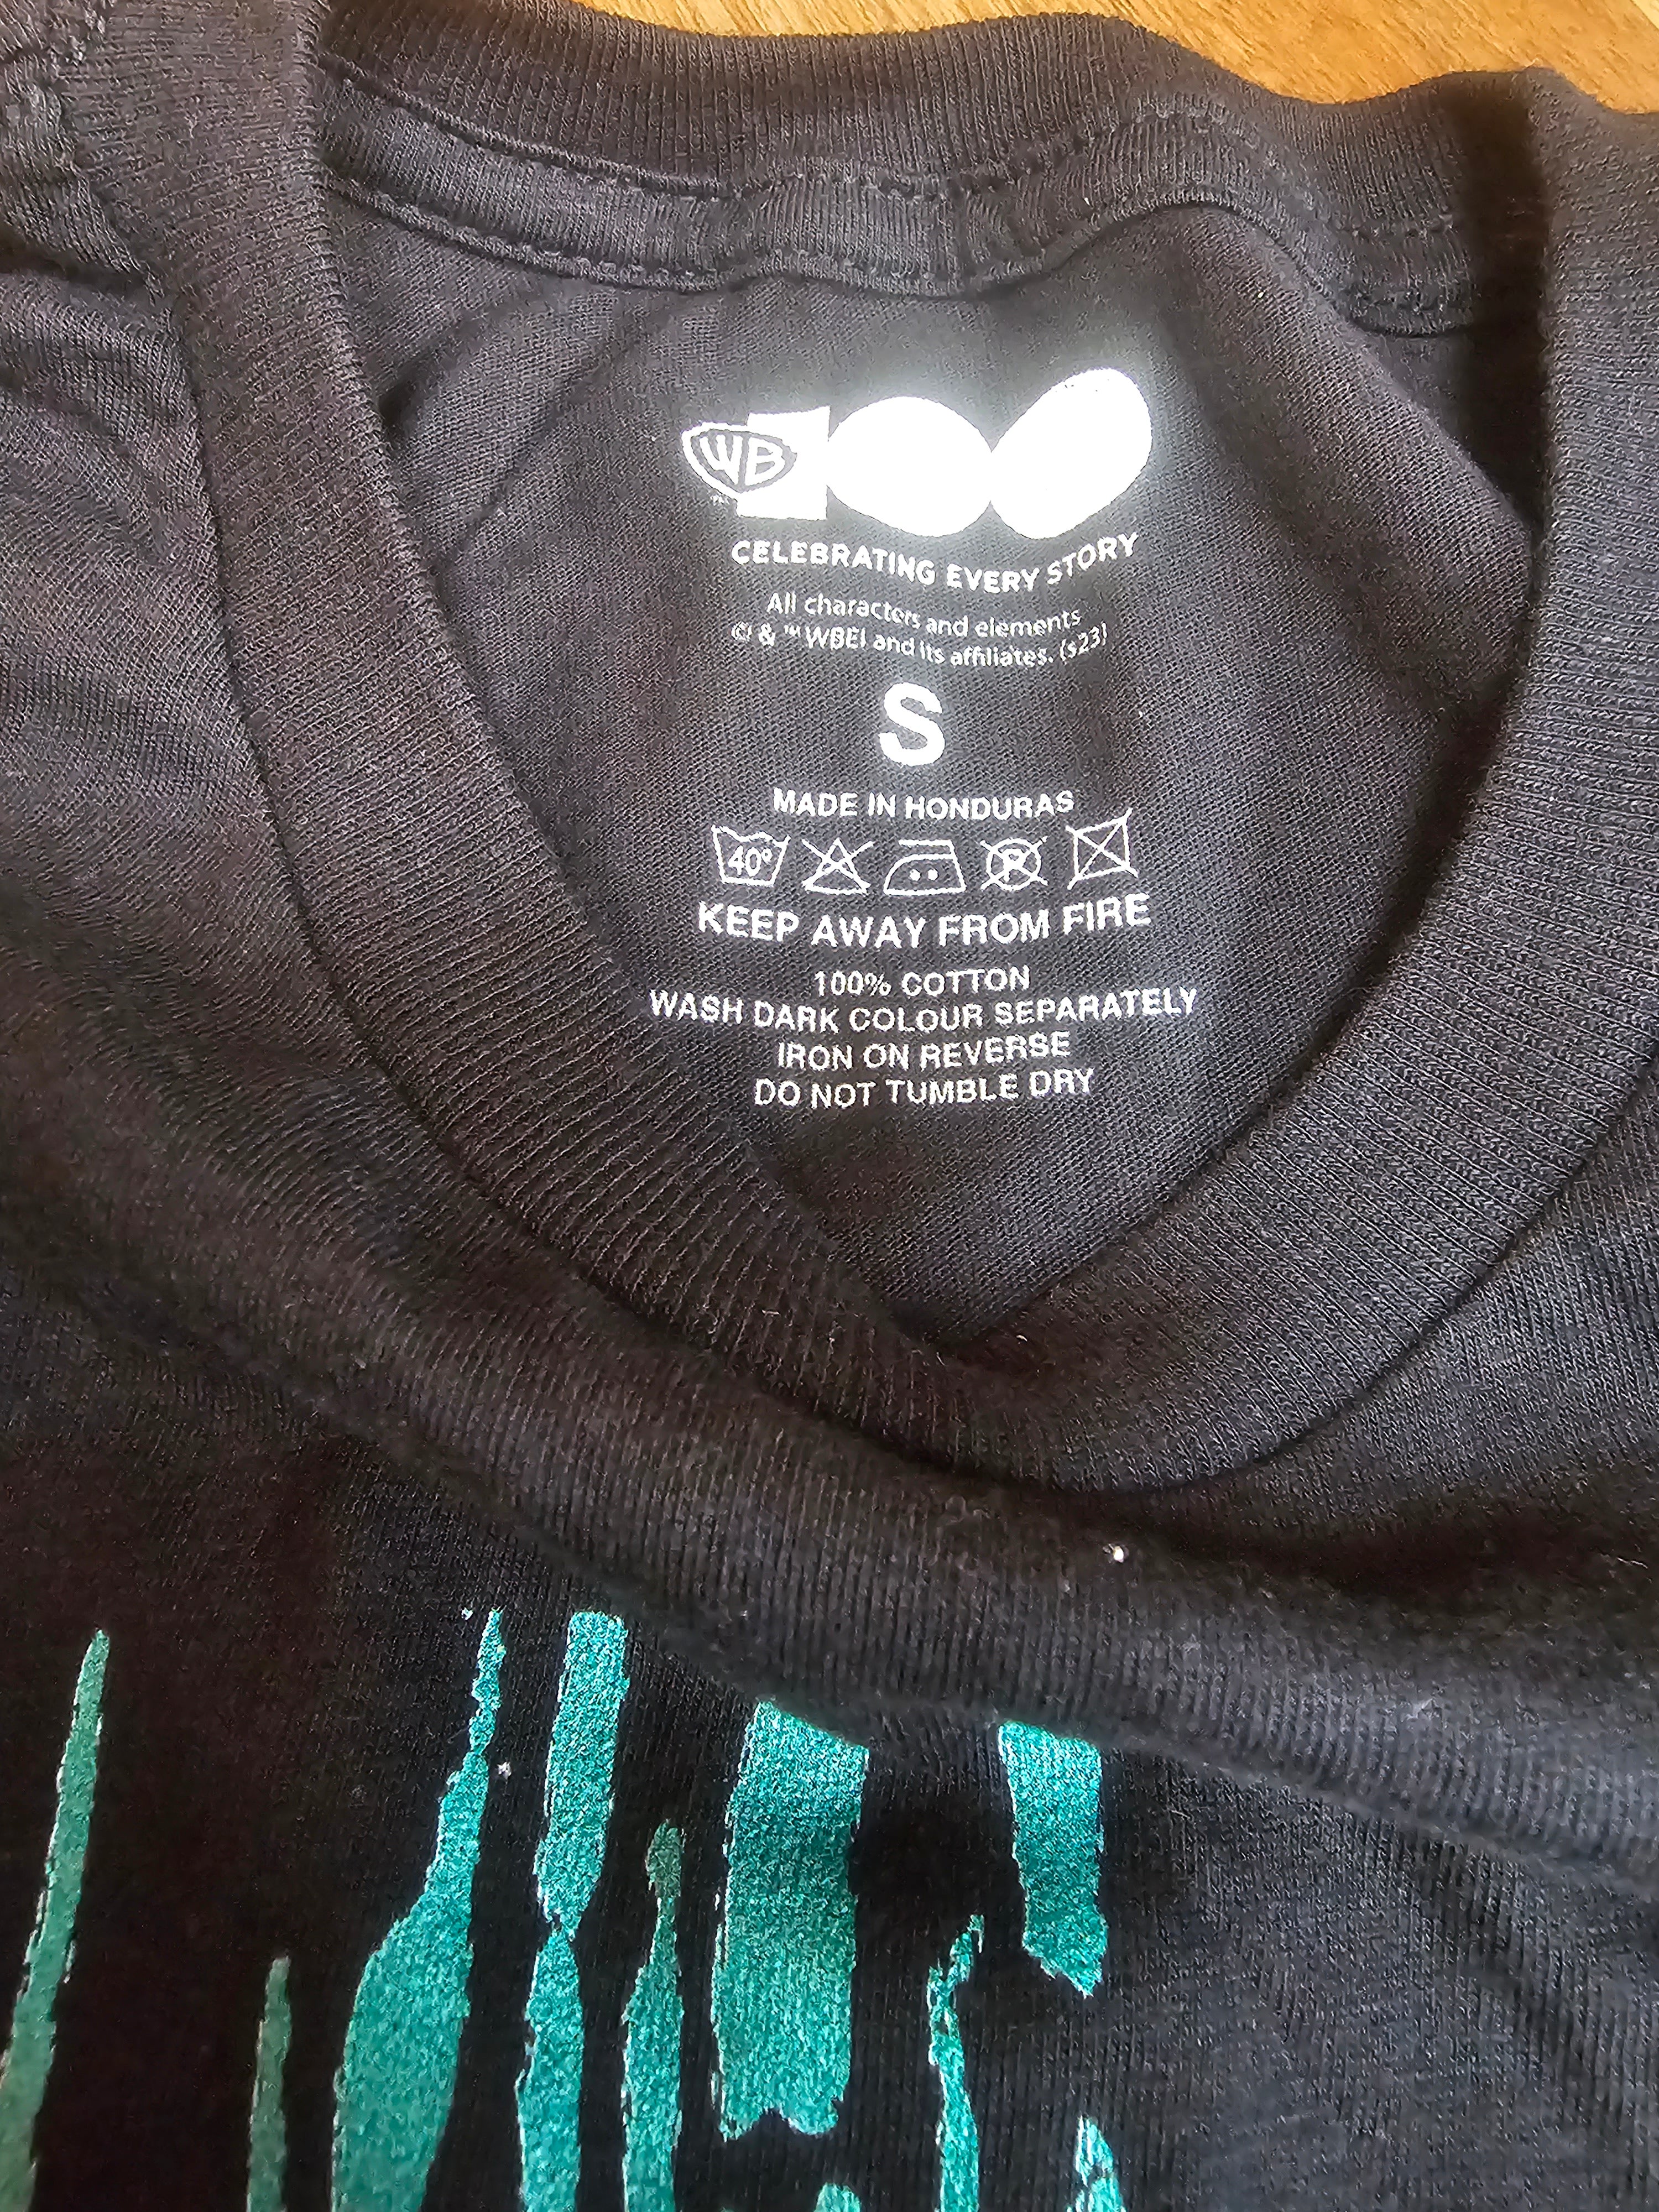 WB 100
CELEBRATING EVERY STORY
All characters and elements
© & ™ WBEI and its affiliates. (s23)
S
MADE IN HONDURAS
40° P
KEEP AWAY FROM FIRE
100% COTTON
WASH DARK COLOUR SEPARATELY
IRON ON REVERSE
DO NOT TUMBLE DRY